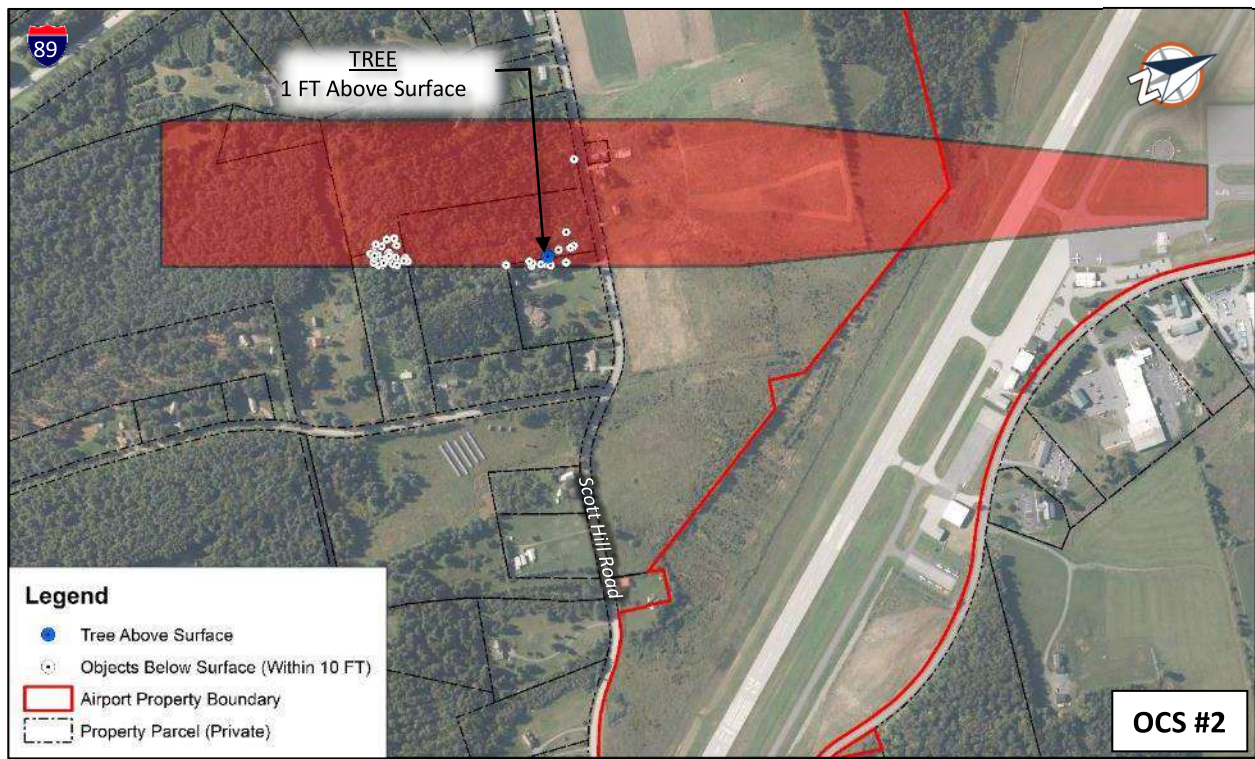 89
TREE
1 FT Above Surface
5
Scott Hill Road
Legend
Tree Above Surface
Objects Below Surface (Within 10 FT)
Airport Property Boundary
Property Parcel (Private)
OCS #2